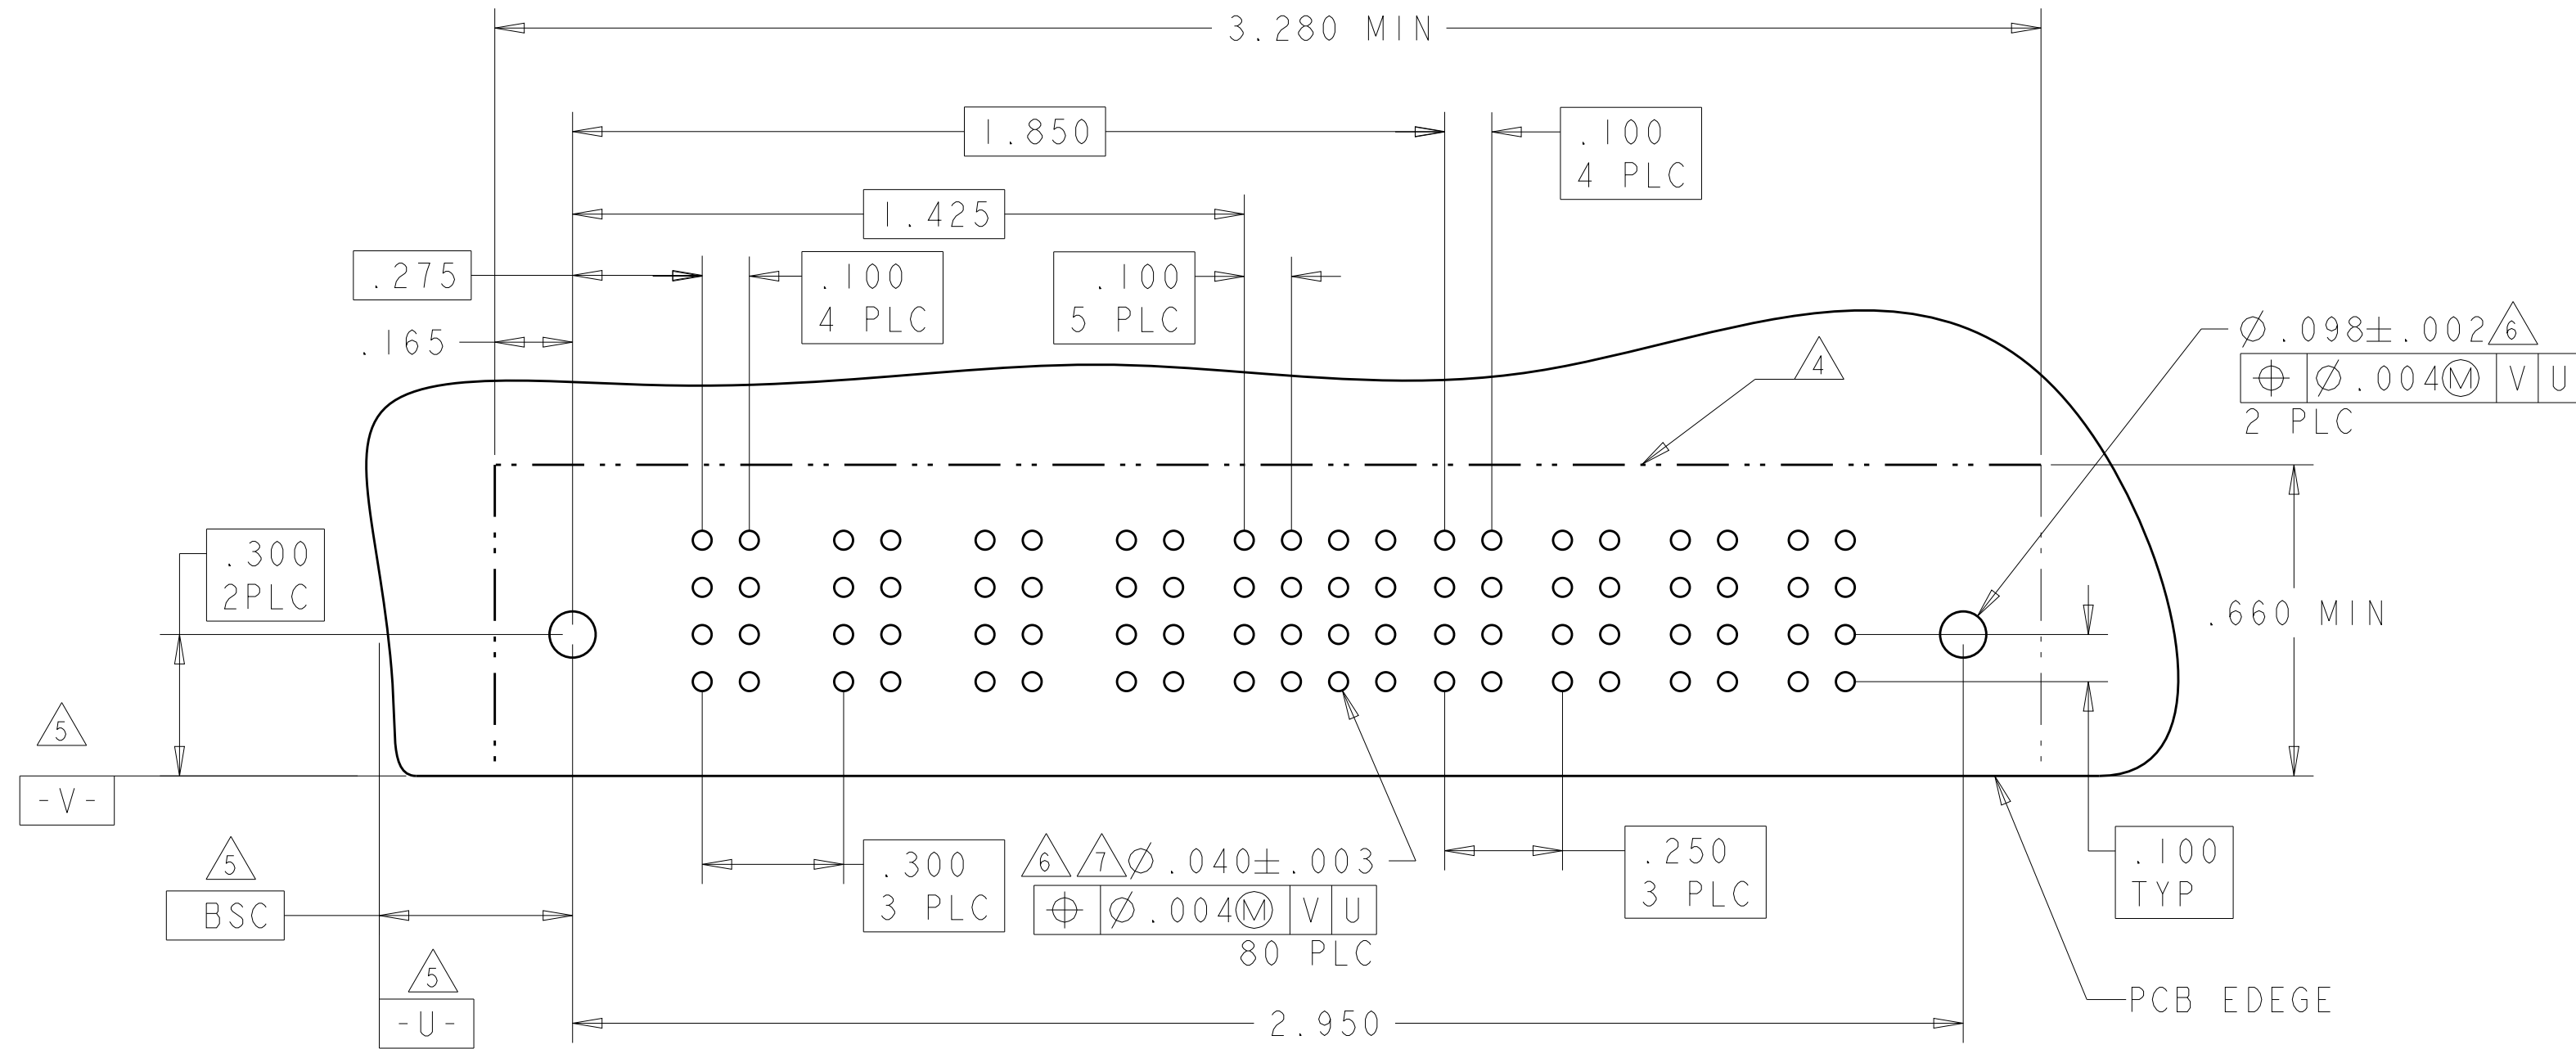 3.280 MIN
1.850
.100
4 PLC
1.425
.275
.100
4 PLC
.100
5 PLC
.165
⌀.098±.002 6
⌖ ⌀.004Ⓜ V U
2 PLC
4
.300
2PLC
.660 MIN
5
-V-
5
BSC
.300
3 PLC
6 7 ⌀.040±.003
⌖ ⌀.004Ⓜ V U
80 PLC
.250
3 PLC
.100
TYP
5
-U-
2.950
PCB EDEGE